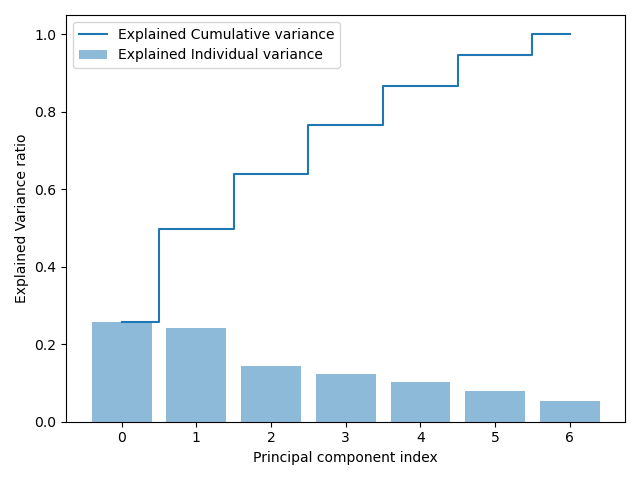 Explained Cumulative variance
Explained Individual variance
1.0
0.8
0.6
0.4
0.2
0.0
Explained Variance ratio
0 1 2 3 4 5 6
Principal component index